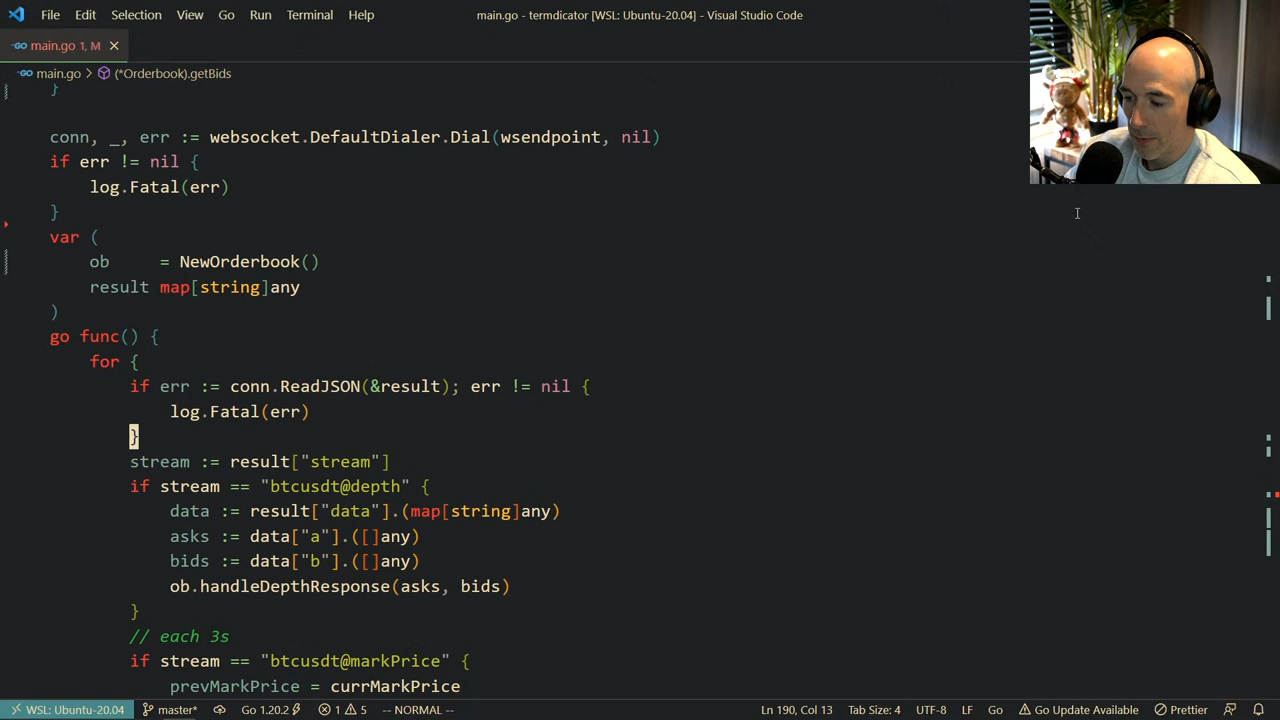 File Edit Selection View Go Run Terminal Help
main.go - termdicator [WSL: Ubuntu-20.04] - Visual Studio Code
main.go 1, M
main.go > (*Orderbook).getBids
}
conn, _, err := websocket.DefaultDialer.Dial(wsendpoint, nil)
if err != nil {
log.Fatal(err)
}
var (
ob = NewOrderbook()
result map[string]any
)
go func() {
for {
if err := conn.ReadJSON(&result); err != nil {
log.Fatal(err)
}
stream := result["stream"]
if stream == "btcusdt@depth" {
data := result["data"].(map[string]any)
asks := data["a"].([]any)
bids := data["b"].([]any)
ob.handleDepthResponse(asks, bids)
}
// each 3s
if stream == "btcusdt@markPrice" {
prevMarkPrice = currMarkPrice
WSL: Ubuntu-20.04 master* Go 1.20.2 1 5 -- NORMAL -- Ln 190, Col 13 Tab Size: 4 UTF-8 LF Go Go Update Available Prettier